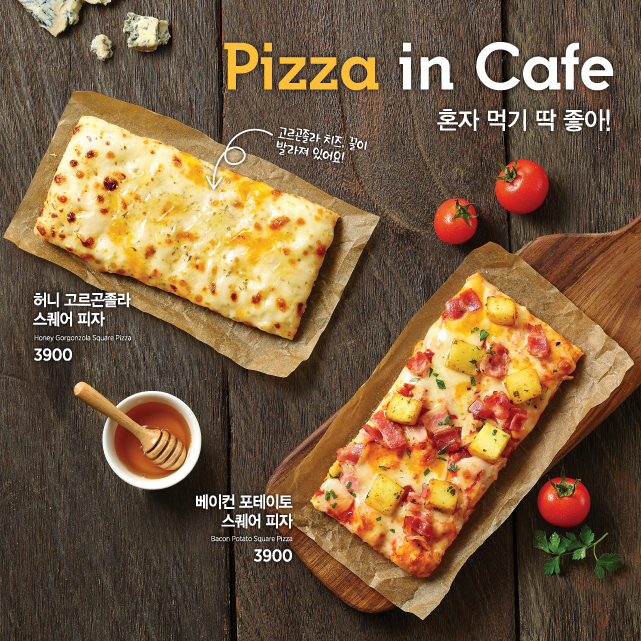 Pizza in Cafe
혼자 먹기 딱 좋아!
고르곤졸라 치즈, 꿀이
발라져 있어요!
허니 고르곤졸라
스퀘어 피자
Honey Gorgonzola Square Pizza
3900
베이컨 포테이토
스퀘어 피자
Bacon Potato Square Pizza
3900